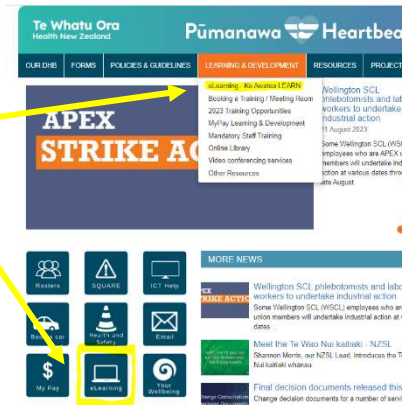 Te Whatu Ora
Health New Zealand
Pūmanawa Heartbea
OUR DHB FORMS POLICIES & GUIDELINES LEARNING & DEVELOPMENT RESOURCES PROJECT
eLearning - Ko Awatea LEARN
Booking a Training / Meeting Room
2023 Training Opportunities
MyPay Learning & Development
Mandatory Staff Training
Online Library
Video conferencing services
Other Resources
APEX
STRIKE AC
Wellington SCL
phlebotomists and lab
workers to undertake
industrial action
21 August 2023
Some Wellington SCL (WSC
employees who are APEX u
members will undertake ind
action at various dates throu
late August
Rosters SQUARE ICT Help
Book a car Health and Safety Email
My Pay eLearning Your Wellbeing
MORE NEWS
Wellington SCL phlebotomists and labo
workers to undertake industrial action
Some Wellington SCL (WSCL) employees who are
union members will undertake industrial action at
dates
Meet the Te Wao Nui kaitiaki - NZSL
Shannon Morris, our NZSL Lead, introduces the T
Nui kaitiaki
Final decision documents released this
Change decision documents for a number of servi